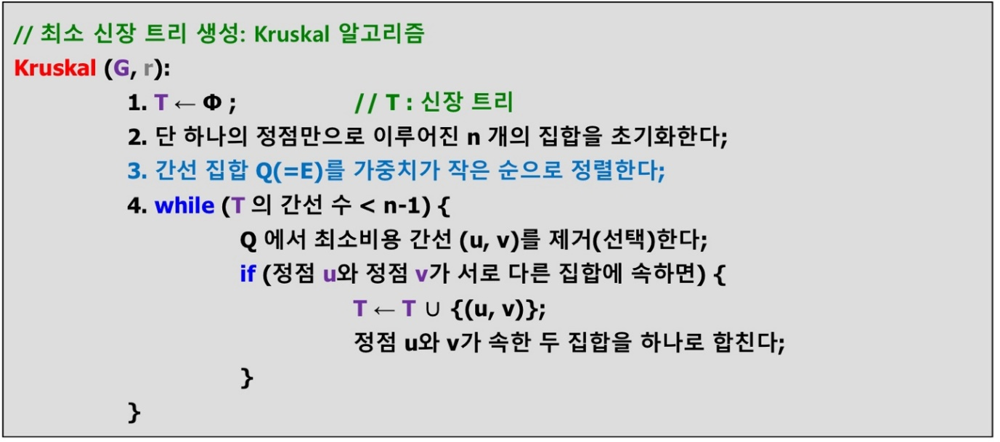 // 최소 신장 트리 생성: Kruskal 알고리즘
Kruskal (G, r):
1. T ← Φ ; // T : 신장 트리
2. 단 하나의 정점만으로 이루어진 n 개의 집합을 초기화한다;
3. 간선 집합 Q(=E)를 가중치가 작은 순으로 정렬한다;
4. while (T 의 간선 수 < n-1) {
Q 에서 최소비용 간선 (u, v)를 제거(선택)한다;
if (정점 u와 정점 v가 서로 다른 집합에 속하면) {
T ← T ∪ {(u, v)};
정점 u와 v가 속한 두 집합을 하나로 합친다;
}
}